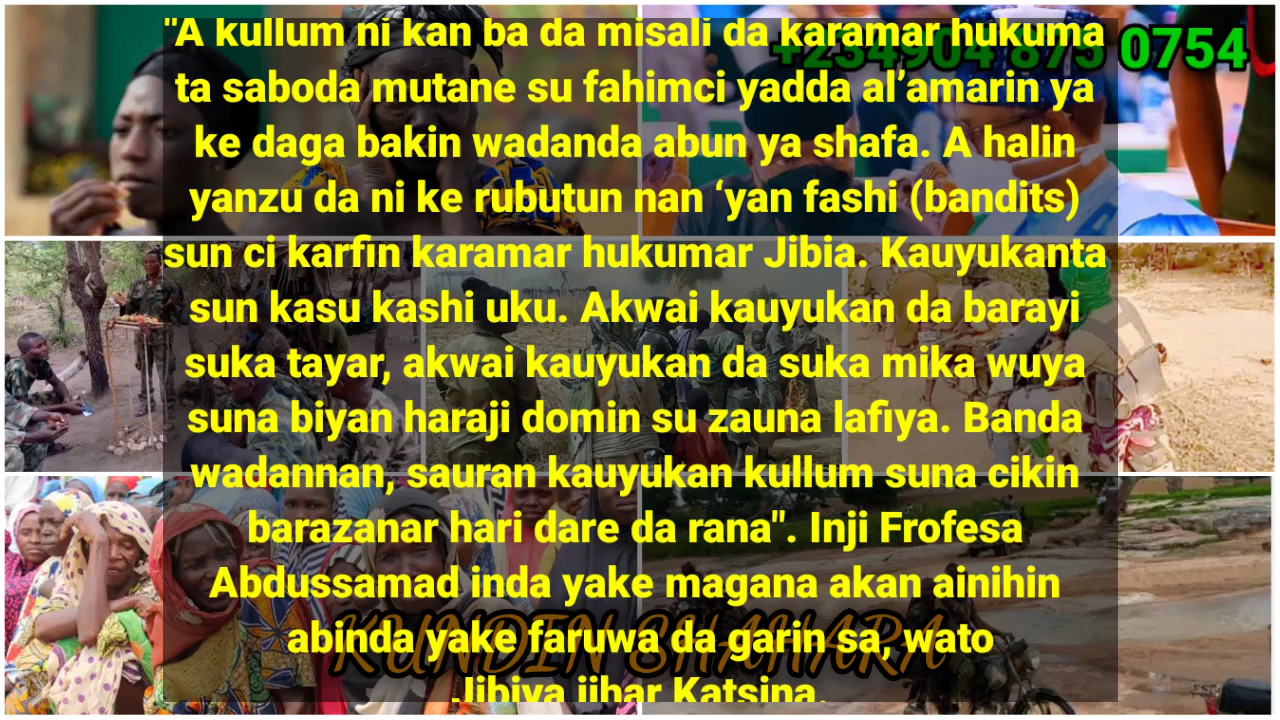 "A kullum ni kan ba da misali da karamar hukuma
ta saboda mutane su fahimci yadda al’amarin ya
ke daga bakin wadanda abun ya shafa. A halin
yanzu da ni ke rubutun nan ‘yan fashi (bandits)
sun ci karfin karamar hukumar Jibia. Kauyukanta
sun kasu kashi uku. Akwai kauyukan da barayi
suka tayar, akwai kauyukan da suka mika wuya
suna biyan haraji domin su zauna lafiya. Banda
wadannan, sauran kauyukan kullum suna cikin
barazanar hari dare da rana". Inji Frofesa
Abdussamad inda yake magana akan ainihin
abinda yake faruwa da garin sa, wato
Jibiya jihar Katsina.
+234904 875 0754
KUNDIN SHAHARA